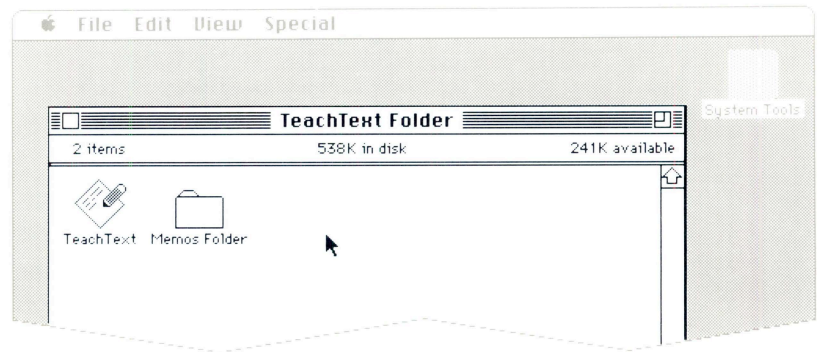 File Edit View Special
System Tools
TeachText Folder
2 items 538K in disk 241K available
TeachText Memos Folder